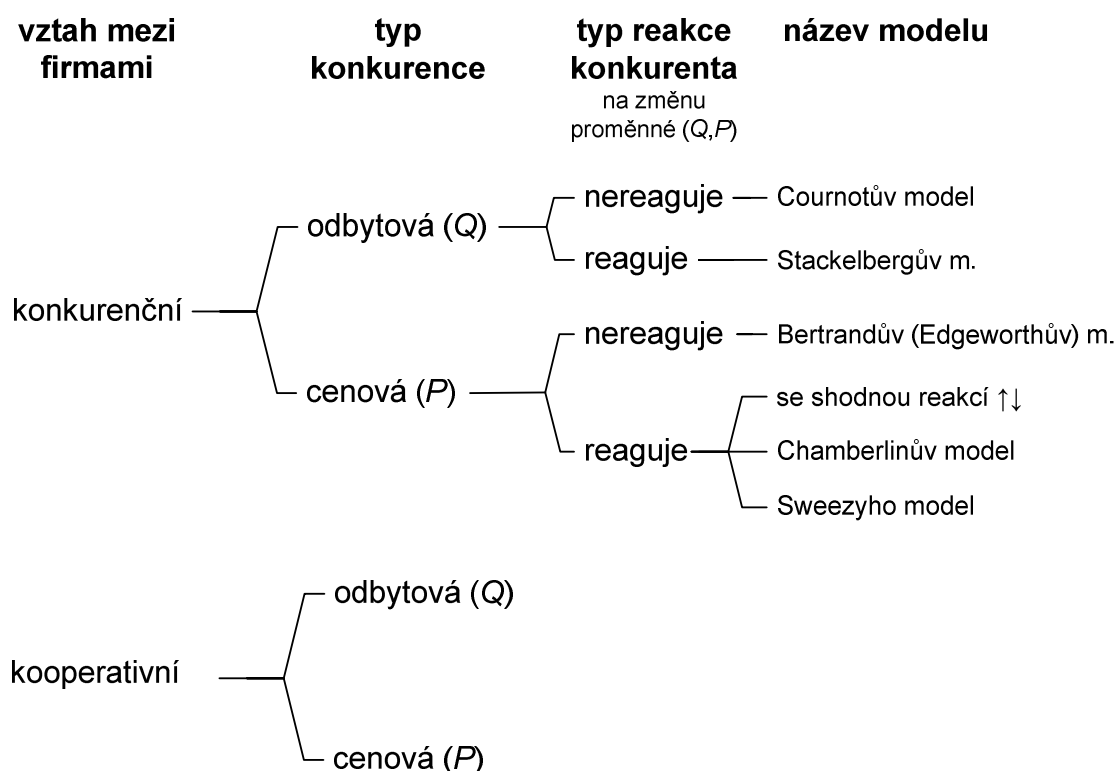 vztah mezi
firmami
typ
konkurence
typ reakce
konkurenta
na změnu
proměnné (Q,P)
název modelu
konkurenční
odbytová (Q)
nereaguje
Cournotův model
reaguje
Stackelbergův m.
cenová (P)
nereaguje
Bertrandův (Edgeworthův) m.
reaguje
se shodnou reakcí ↑↓
Chamberlinův model
Sweezyho model
kooperativní
odbytová (Q)
cenová (P)